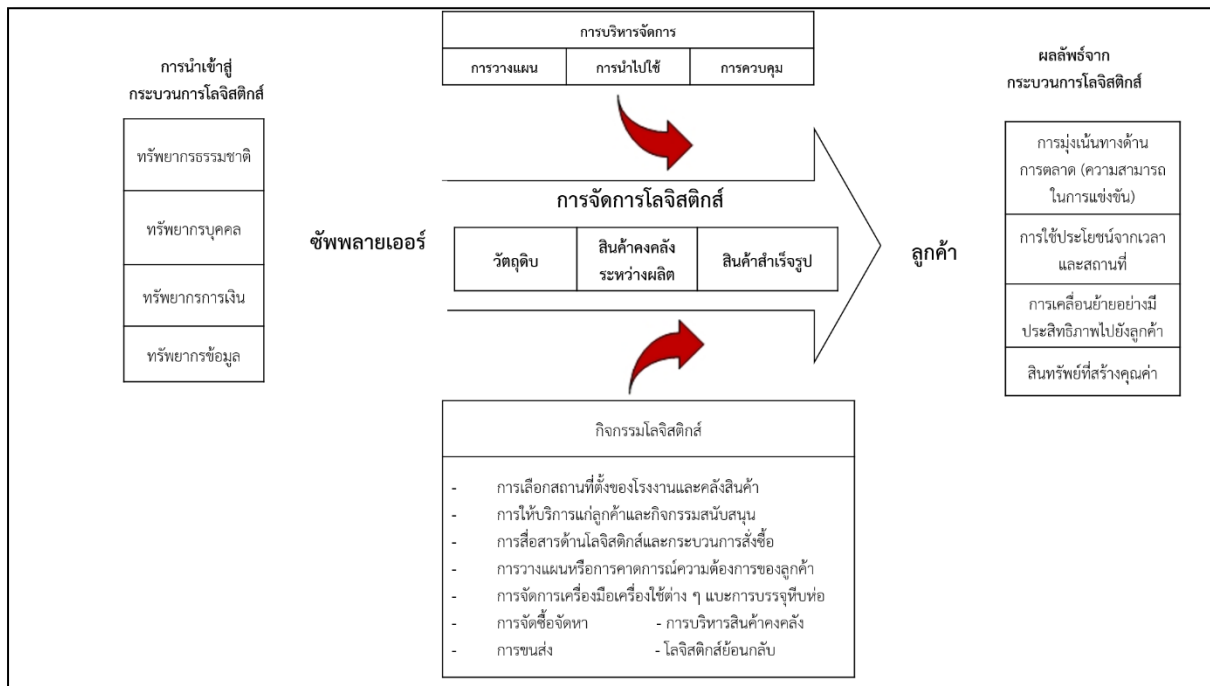 การบริหารจัดการ
การวางแผน
การนำไปใช้
การควบคุม
การนำเข้าสู่
กระบวนการโลจิสติกส์
ทรัพยากรธรรมชาติ
ทรัพยากรบุคคล
ทรัพยากรการเงิน
ทรัพยากรข้อมูล
ซัพพลายเออร์
การจัดการโลจิสติกส์
วัตถุดิบ
สินค้าคงคลัง
ระหว่างผลิต
สินค้าสำเร็จรูป
ลูกค้า
ผลลัพธ์จาก
กระบวนการโลจิสติกส์
การมุ่งเน้นทางด้าน
การตลาด (ความสามารถ
ในการแข่งขัน)
การใช้ประโยชน์จากเวลา
และสถานที่
การเคลื่อนย้ายอย่างมี
ประสิทธิภาพไปยังลูกค้า
สินทรัพย์ที่สร้างคุณค่า
กิจกรรมโลจิสติกส์
- การเลือกสถานที่ตั้งของโรงงานและคลังสินค้า
- การให้บริการแก่ลูกค้าและกิจกรรมสนับสนุน
- การสื่อสารด้านโลจิสติกส์และกระบวนการสั่งซื้อ
- การวางแผนหรือการคาดการณ์ความต้องการของลูกค้า
- การจัดการเครื่องมือเครื่องใช้ต่าง ๆ แบะการบรรจุหีบห่อ
- การจัดซื้อจัดหา - การบริหารสินค้าคงคลัง
- การขนส่ง - โลจิสติกส์ย้อนกลับ